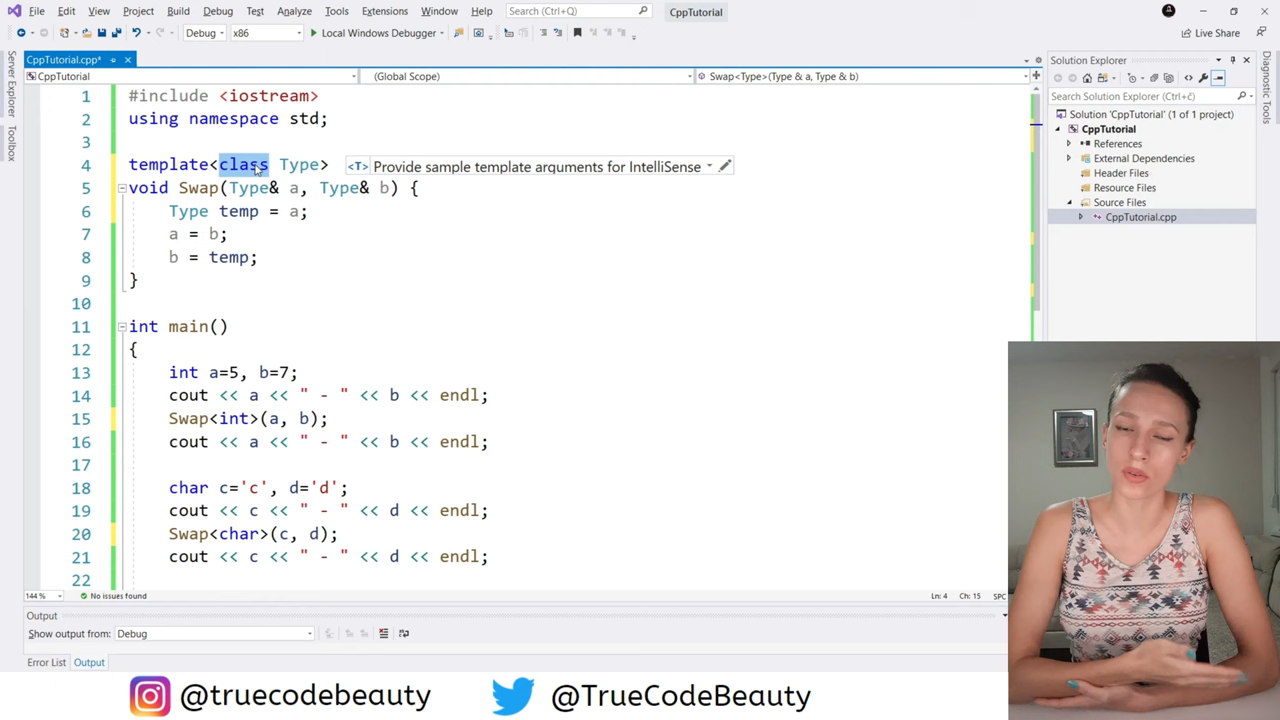 File Edit View Project Build Debug Test Analyze Tools Extensions Window Help Search (Ctrl+Q) CppTutorial
Debug x86 Local Windows Debugger Live Share
CppTutorial.cpp*
CppTutorial (Global Scope) Swap<Type>(Type & a, Type & b)
Server Explorer
Toolbox
1 #include <iostream>
2 using namespace std;
3
4 template<class Type> <T> Provide sample template arguments for IntelliSense
5 void Swap(Type& a, Type& b) {
6 Type temp = a;
7 a = b;
8 b = temp;
9 }
10
11 int main()
12 {
13 int a=5, b=7;
14 cout << a << " - " << b << endl;
15 Swap<int>(a, b);
16 cout << a << " - " << b << endl;
17
18 char c='c', d='d';
19 cout << c << " - " << d << endl;
20 Swap<char>(c, d);
21 cout << c << " - " << d << endl;
22
144 % No issues found Ln: 4 Ch: 15 SPC
Output
Show output from: Debug
Error List Output
Solution Explorer
Search Solution Explorer (Ctrl+č)
Solution 'CppTutorial' (1 of 1 project)
CppTutorial
References
External Dependencies
Header Files
Resource Files
Source Files
CppTutorial.cpp
Diagnostic Tools
@truecodebeauty @TrueCodeBeauty